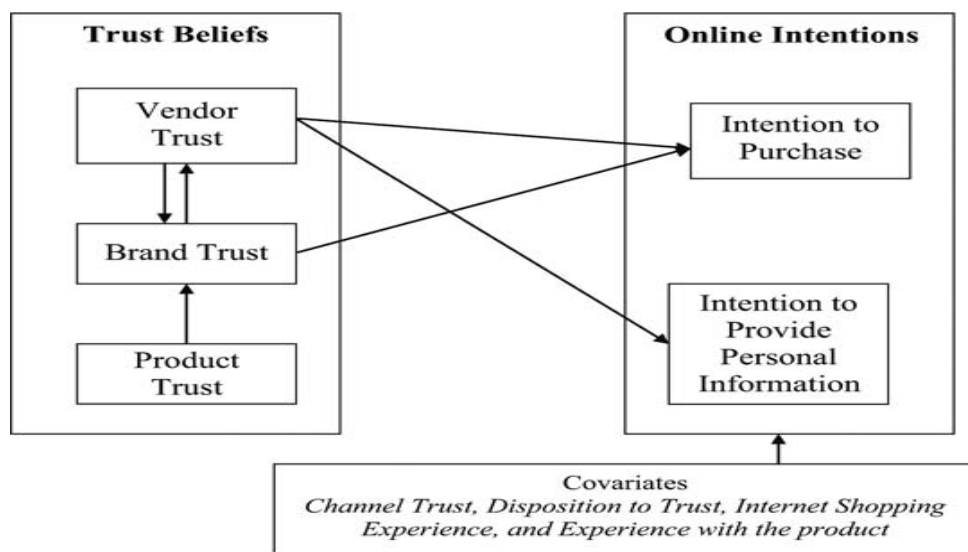 Trust Beliefs
Vendor
Trust
Brand Trust
Product
Trust
Online Intentions
Intention to
Purchase
Intention to
Provide
Personal
Information
Covariates
Channel Trust, Disposition to Trust, Internet Shopping
Experience, and Experience with the product